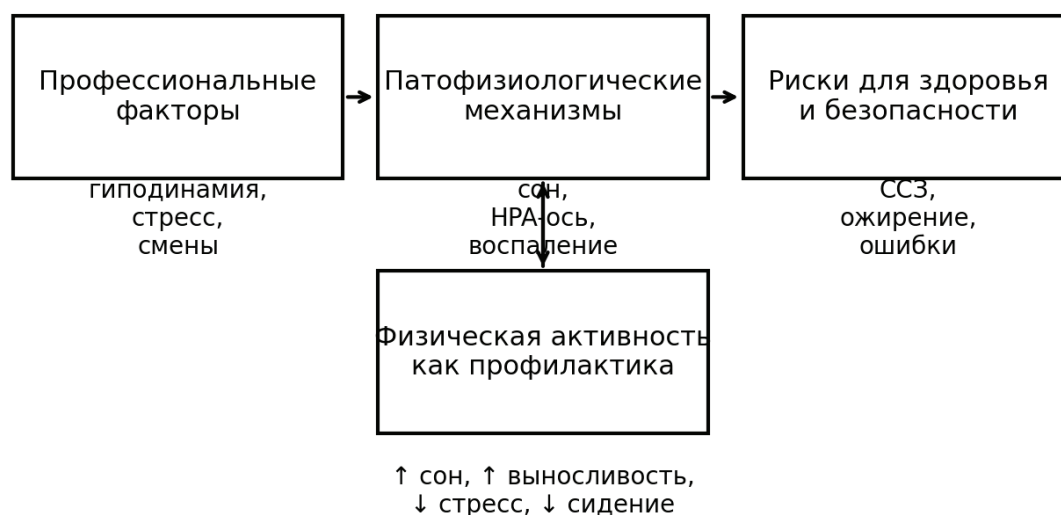 Профессиональные
факторы
гиподинамия,
стресс,
смены
Патофизиологические
механизмы
сон,
HPA-ось,
воспаление
Риски для здоровья
и безопасности
ССЗ,
ожирение,
ошибки
Физическая активность
как профилактика
↑ сон, ↑ выносливость,
↓ стресс, ↓ сидение